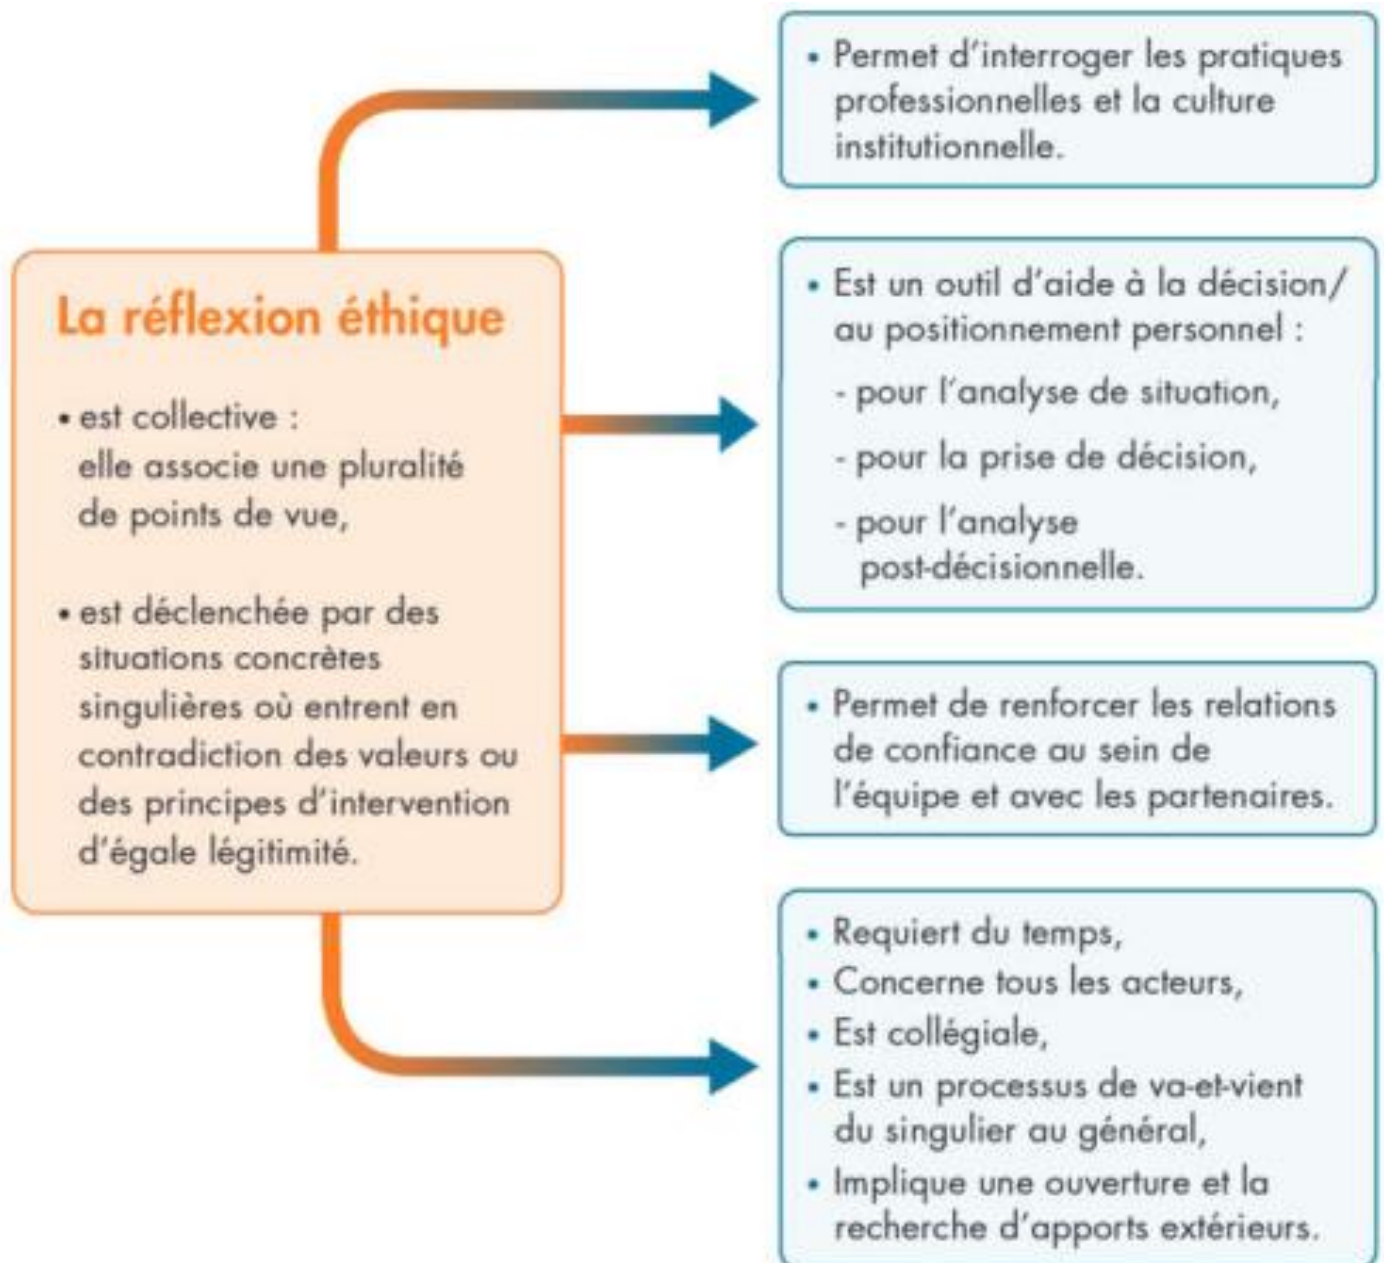 La réflexion éthique
• est collective :
elle associe une pluralité
de points de vue,
• est déclenchée par des
situations concrètes
singulières où entrent en
contradiction des valeurs ou
des principes d'intervention
d'égale légitimité.
• Permet d'interroger les pratiques
professionnelles et la culture
institutionnelle.
• Est un outil d'aide à la décision/
au positionnement personnel :
- pour l'analyse de situation,
- pour la prise de décision,
- pour l'analyse
post-décisionnelle.
• Permet de renforcer les relations
de confiance au sein de
l'équipe et avec les partenaires.
• Requiert du temps,
• Concerne tous les acteurs,
• Est collégiale,
• Est un processus de va-et-vient
du singulier au général,
• Implique une ouverture et la
recherche d'apports extérieurs.